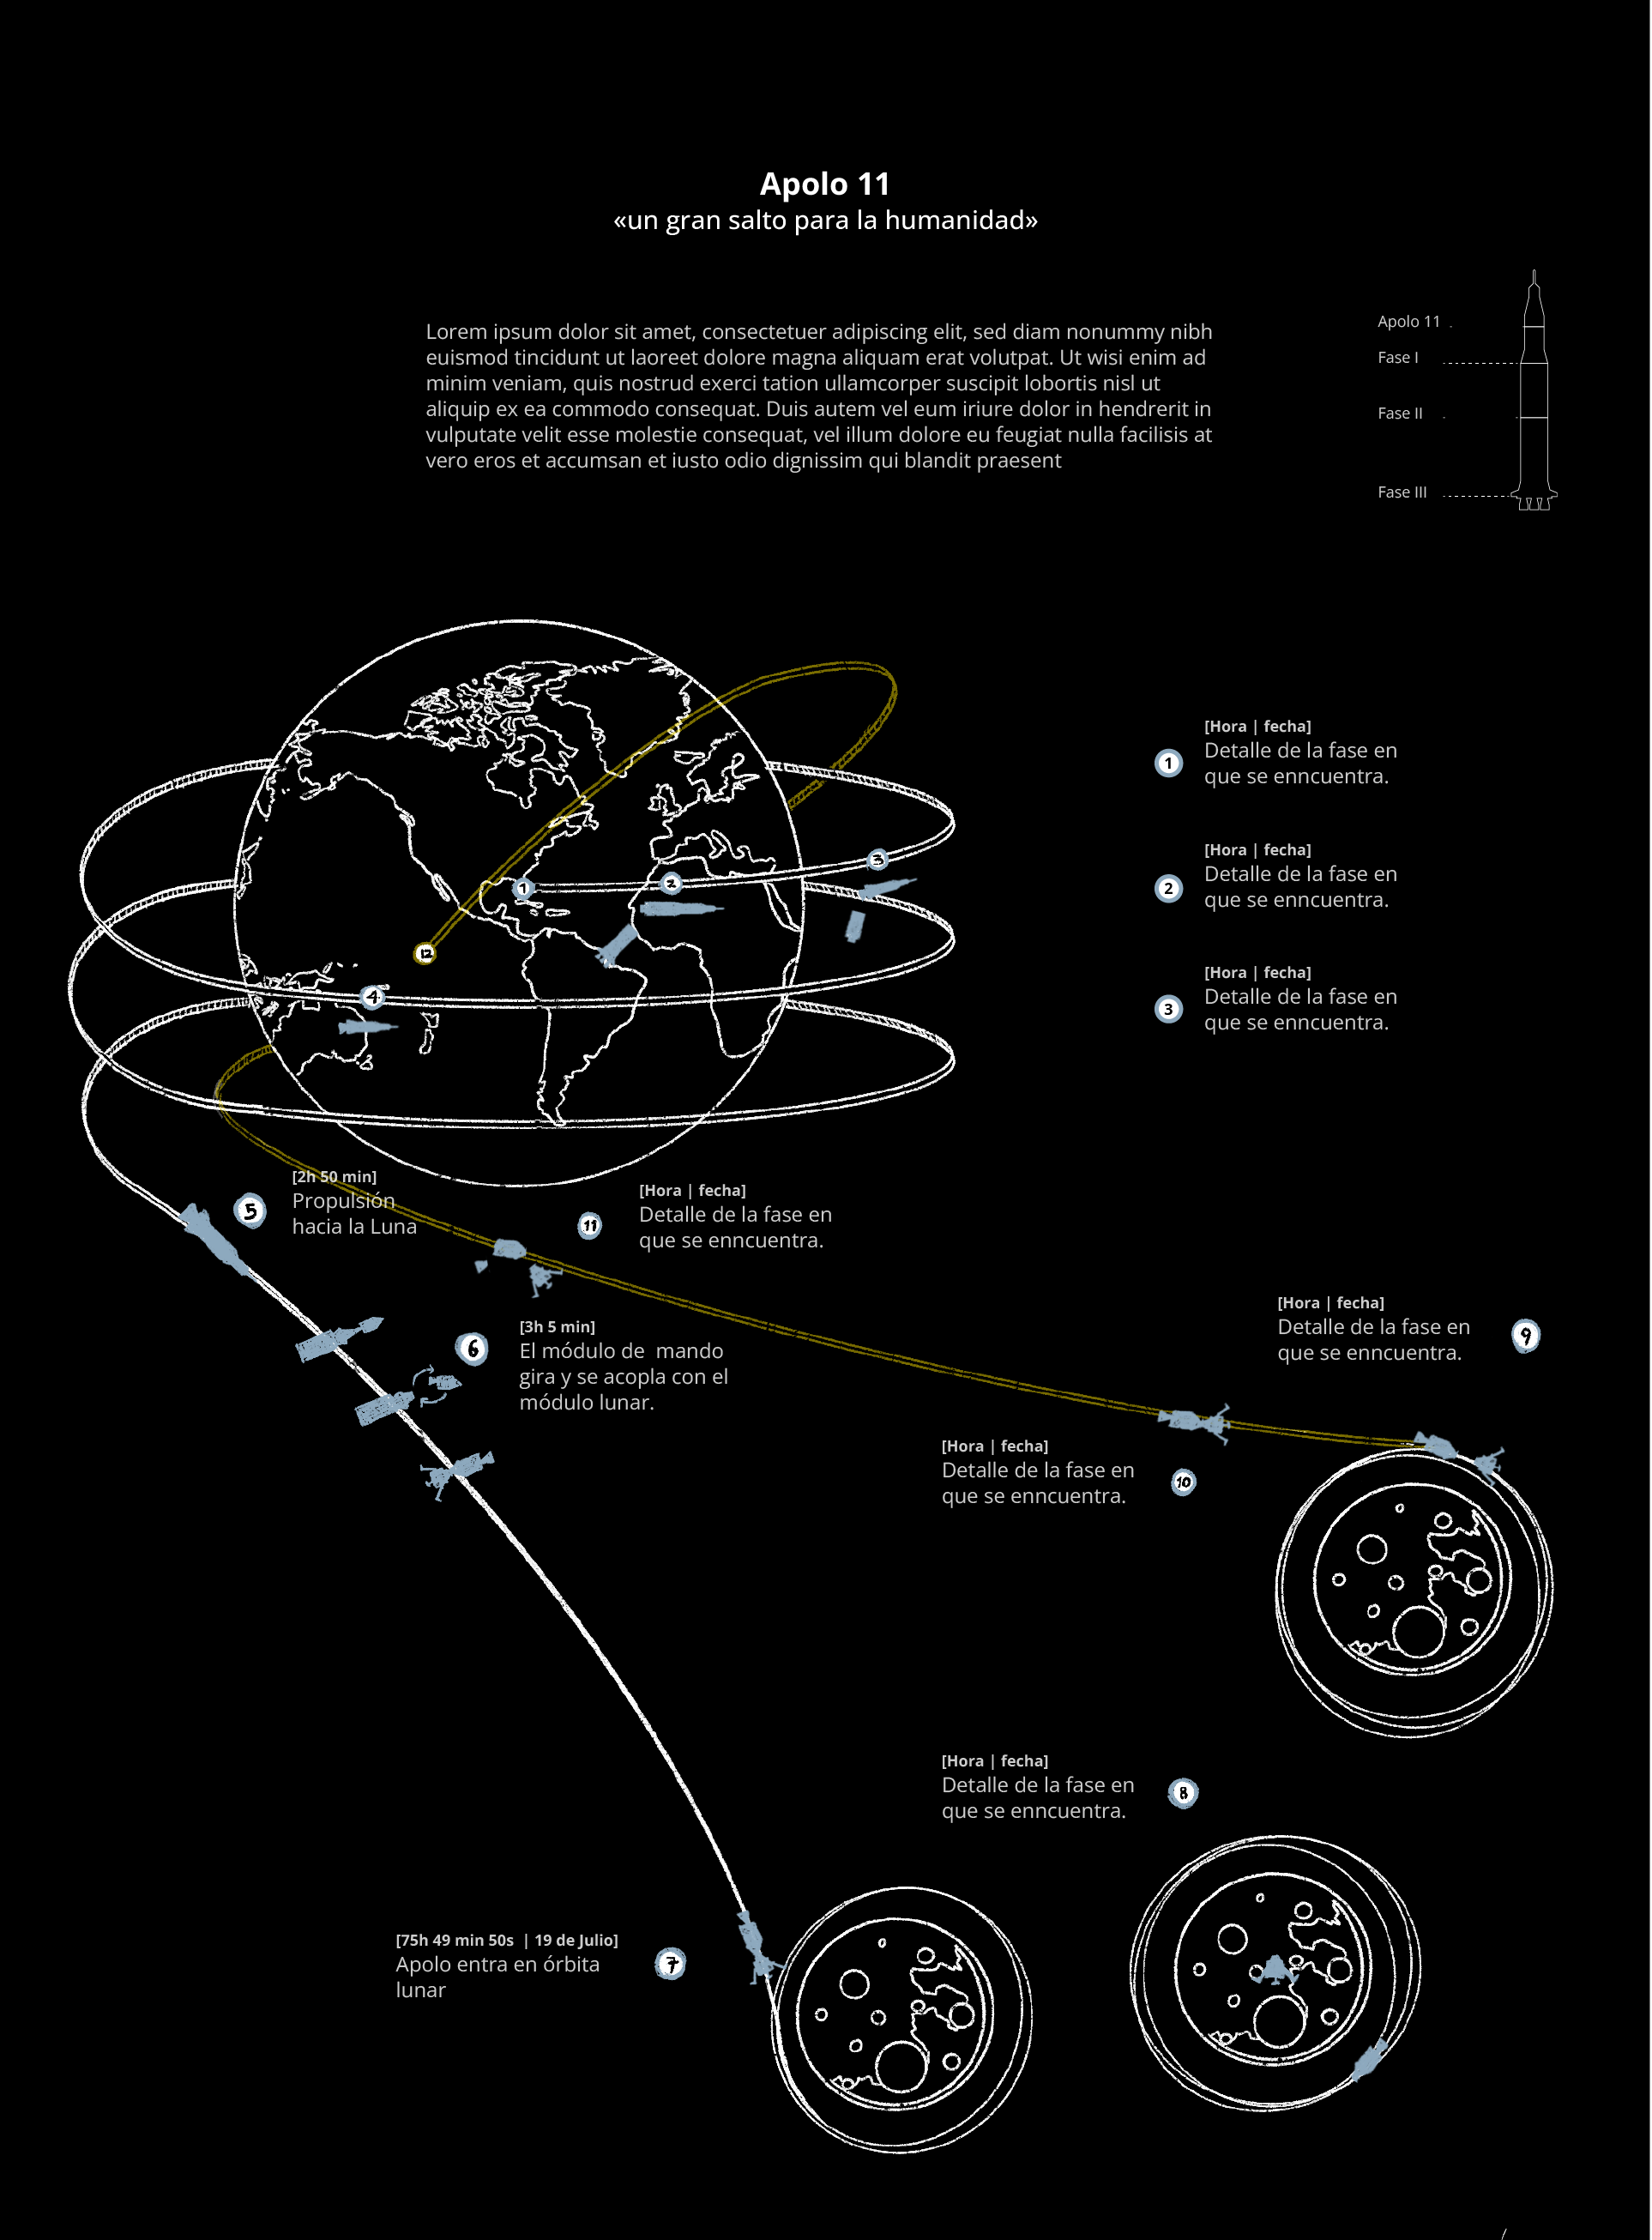 Apolo 11
«un gran salto para la humanidad»
Lorem ipsum dolor sit amet, consectetuer adipiscing elit, sed diam nonummy nibh
euismod tincidunt ut laoreet dolore magna aliquam erat volutpat. Ut wisi enim ad
minim veniam, quis nostrud exerci tation ullamcorper suscipit lobortis nisl ut
aliquip ex ea commodo consequat. Duis autem vel eum iriure dolor in hendrerit in
vulputate velit esse molestie consequat, vel illum dolore eu feugiat nulla facilisis at
vero eros et accumsan et iusto odio dignissim qui blandit praesent
Apolo 11
Fase I
Fase II
Fase III
1
2
3
12
4
1
[Hora | fecha]
Detalle de la fase en
que se enncuentra.
2
[Hora | fecha]
Detalle de la fase en
que se enncuentra.
3
[Hora | fecha]
Detalle de la fase en
que se enncuentra.
5
[2h 50 min]
Propulsión
hacia la Luna
11
[Hora | fecha]
Detalle de la fase en
que se enncuentra.
6
[3h 5 min]
El módulo de  mando
gira y se acopla con el
módulo lunar.
[Hora | fecha]
Detalle de la fase en
que se enncuentra.
9
[Hora | fecha]
Detalle de la fase en
que se enncuentra.
10
[Hora | fecha]
Detalle de la fase en
que se enncuentra.
8
[75h 49 min 50s  | 19 de Julio]
Apolo entra en órbita
lunar
7